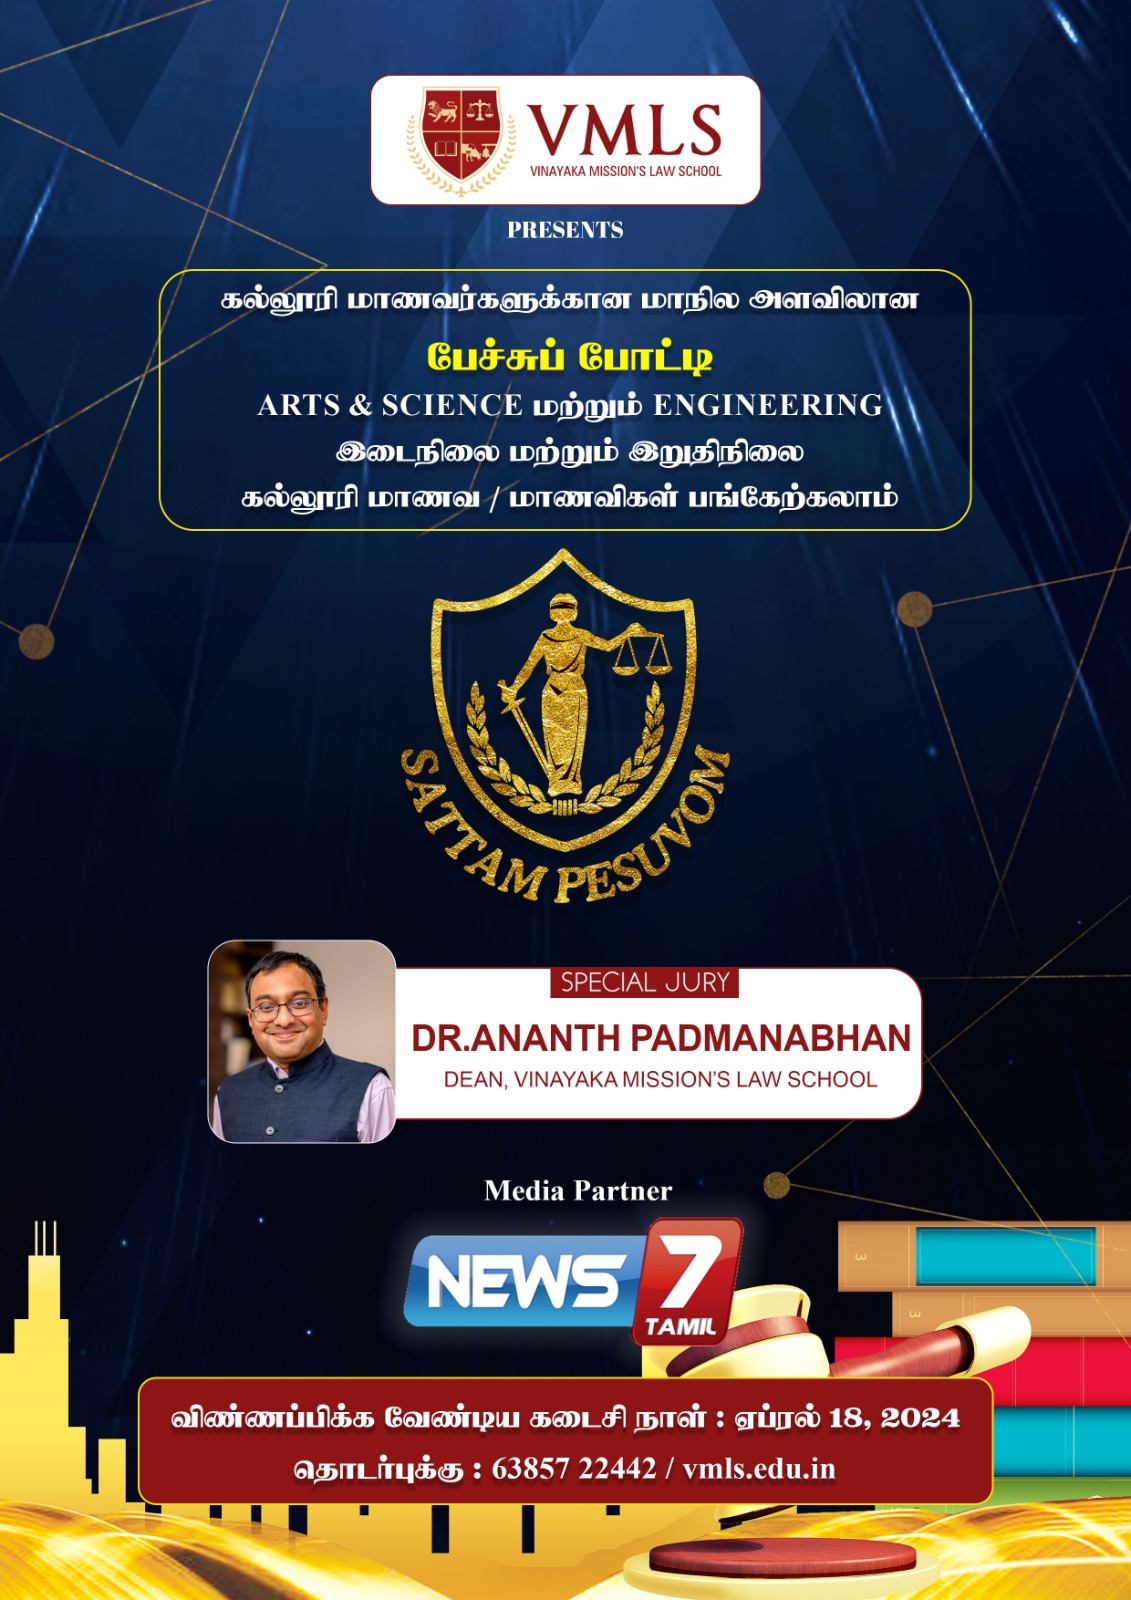 VMLS
VINAYAKA MISSION'S LAW SCHOOL
PRESENTS
கல்லூரி மாணவர்களுக்கான மாநில அளவிலான
பேச்சுப் போட்டி
ARTS & SCIENCE மற்றும் ENGINEERING
இடைநிலை மற்றும் இறுதிநிலை
கல்லூரி மாணவ / மாணவிகள் பங்கேற்கலாம்
SATTAM PESUVOM
SPECIAL JURY
DR.ANANTH PADMANABHAN
DEAN, VINAYAKA MISSION'S LAW SCHOOL
Media Partner
NEWS 7
TAMIL
3
3
விண்ணப்பிக்க வேண்டிய கடைசி நாள் : ஏப்ரல் 18, 2024
தொடர்புக்கு : 63857 22442 / vmls.edu.in